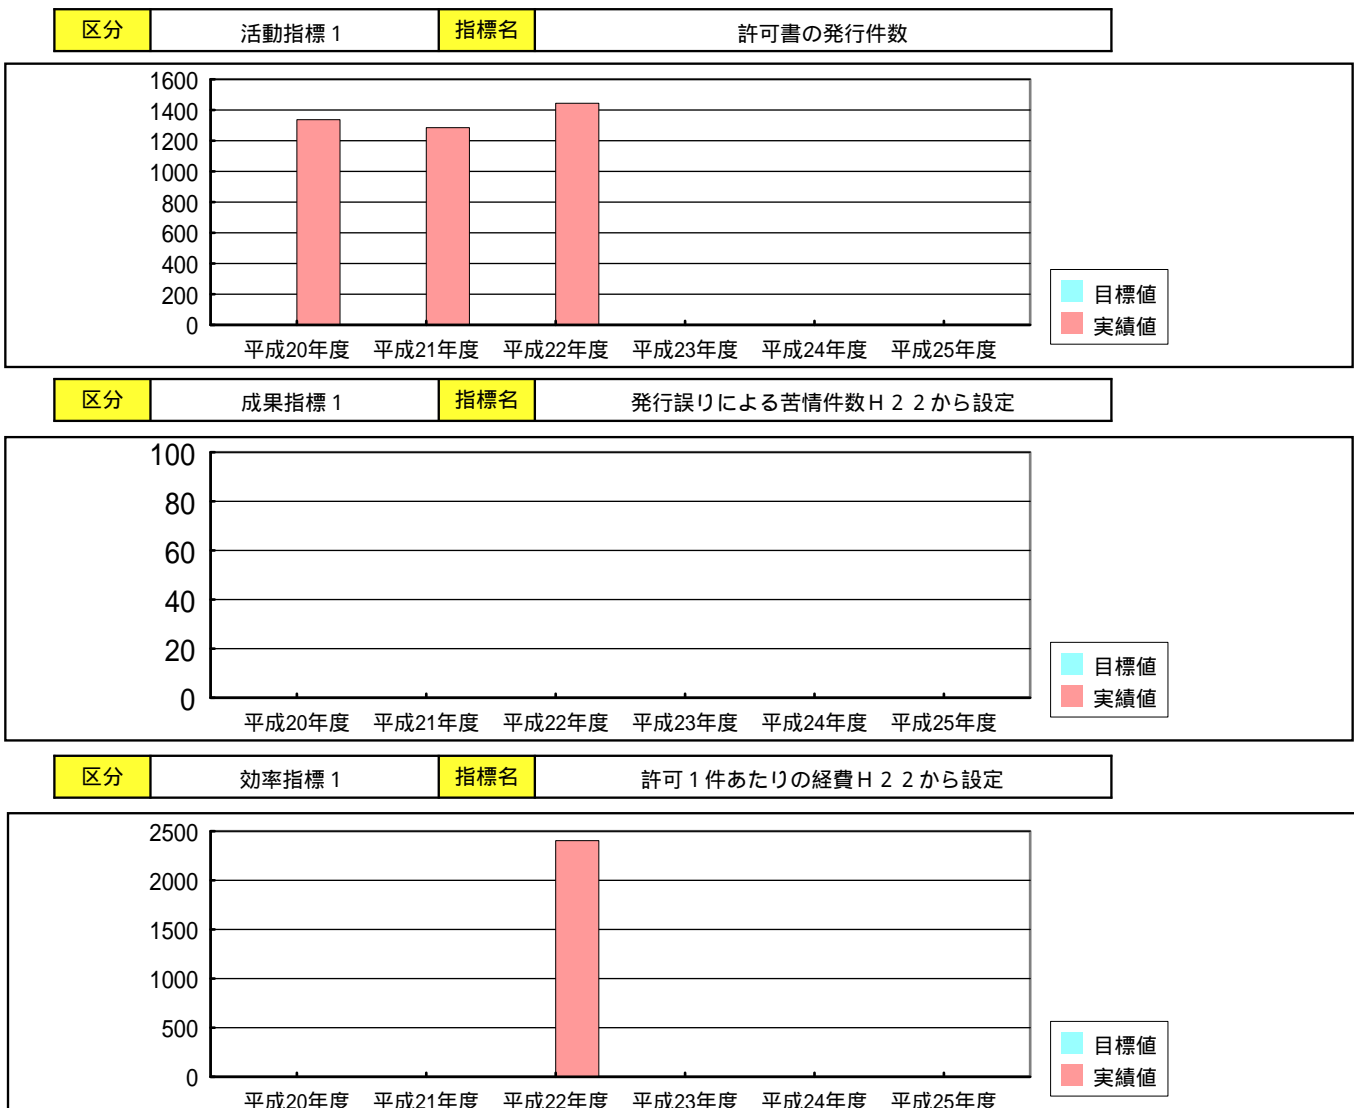 区分 活動指標１ 指標名 許可書の発行件数
1600
1400
1200
1000
800
600
400
200
0
平成20年度 平成21年度 平成22年度 平成23年度 平成24年度 平成25年度
目標値
実績値
区分 成果指標１ 指標名 発行誤りによる苦情件数Ｈ２２から設定
100
80
60
40
20
0
平成20年度 平成21年度 平成22年度 平成23年度 平成24年度 平成25年度
目標値
実績値
区分 効率指標１ 指標名 許可１件あたりの経費Ｈ２２から設定
2500
2000
1500
1000
500
0
平成20年度 平成21年度 平成22年度 平成23年度 平成24年度 平成25年度
目標値
実績値